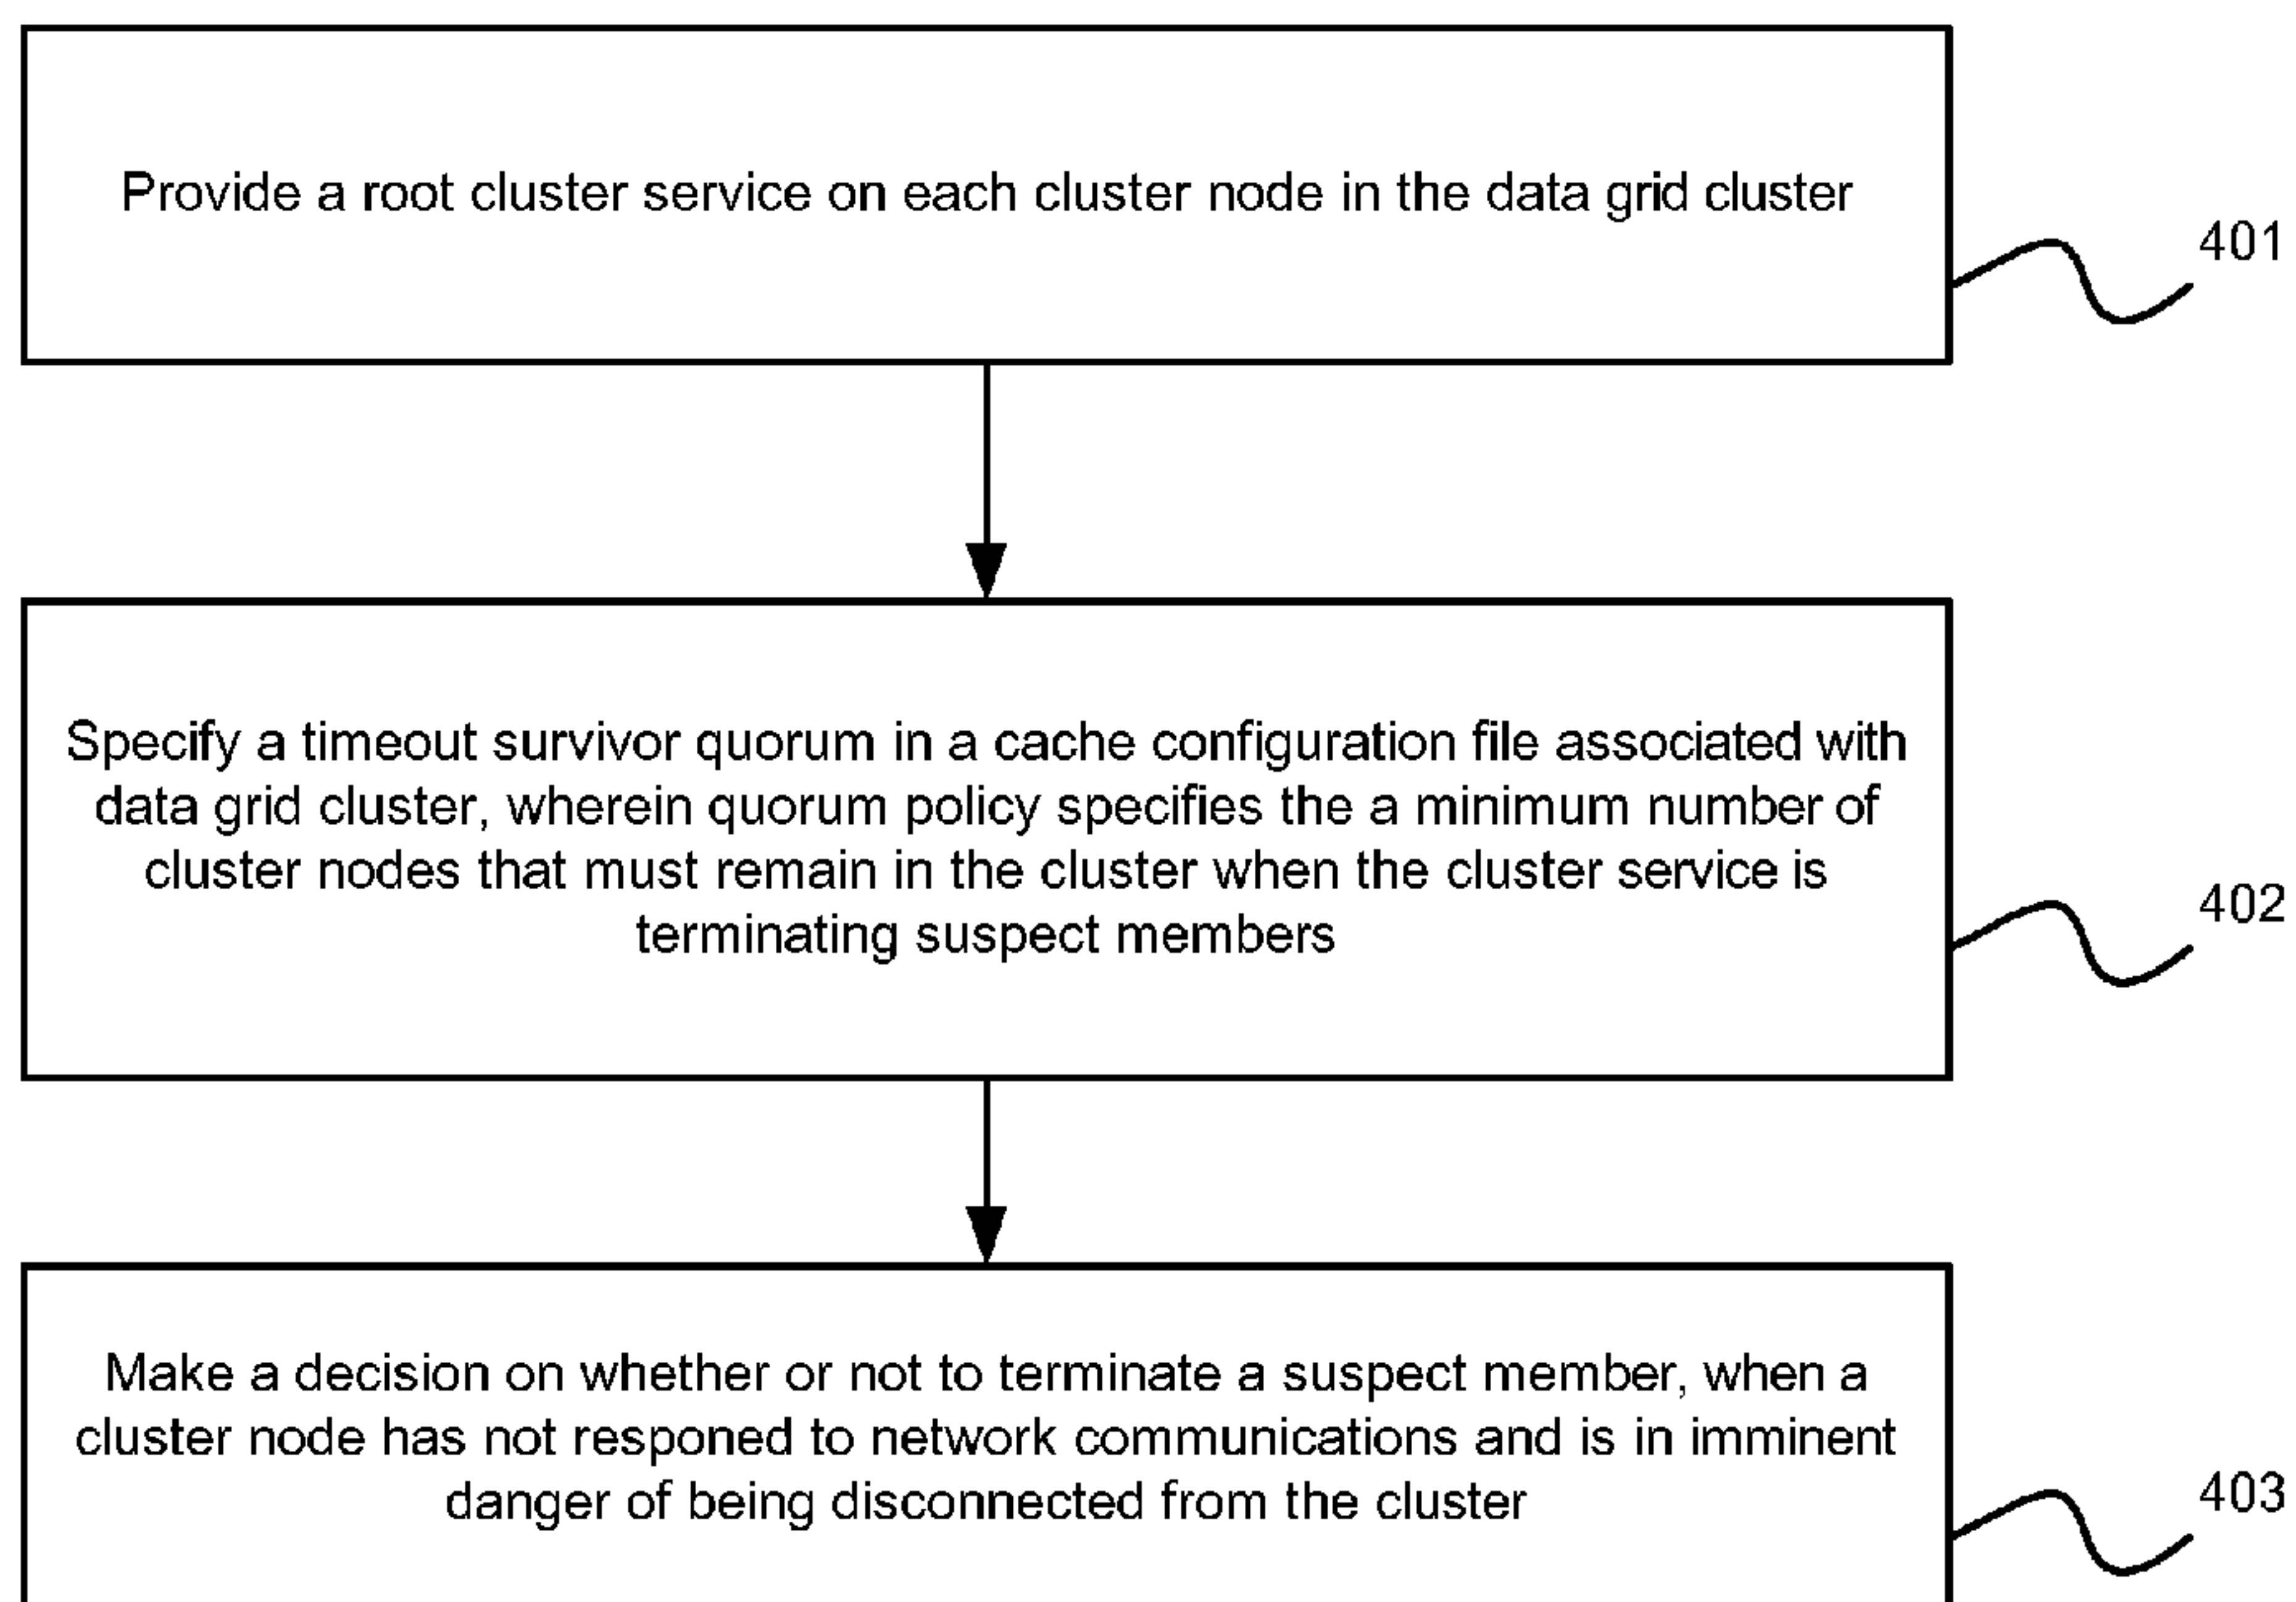 Provide a root cluster service on each cluster node in the data grid cluster
401
Specify a timeout survivor quorum in a cache configuration file associated with
data grid cluster, wherein quorum policy specifies the a minimum number of
cluster nodes that must remain in the cluster when the cluster service is
terminating suspect members
402
Make a decision on whether or not to terminate a suspect member, when a
cluster node has not responed to network communications and is in imminent
danger of being disconnected from the cluster
403